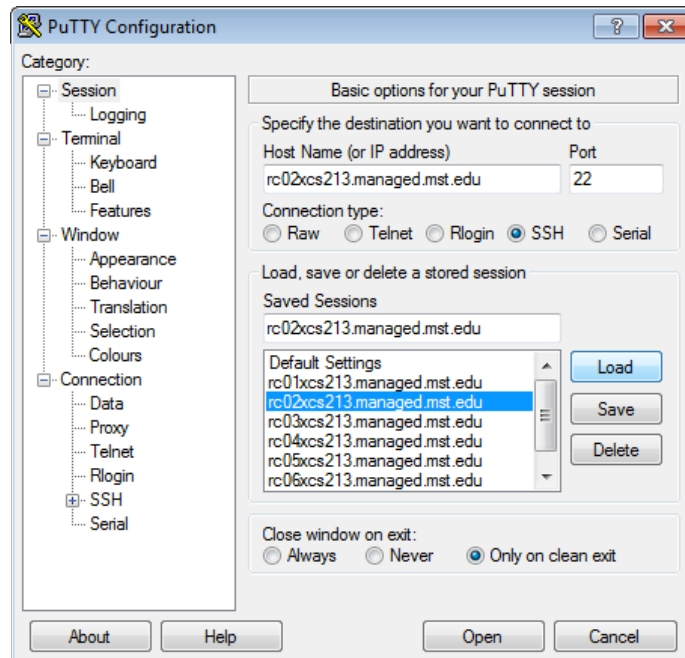 PuTTY Configuration
Category:
Session
Logging
Terminal
Keyboard
Bell
Features
Window
Appearance
Behaviour
Translation
Selection
Colours
Connection
Data
Proxy
Telnet
Rlogin
SSH
Serial
Basic options for your PuTTY session
Specify the destination you want to connect to
Host Name (or IP address) Port
rc02xcs213.managed.mst.edu 22
Connection type:
Raw Telnet Rlogin SSH Serial
Load, save or delete a stored session
Saved Sessions
rc02xcs213.managed.mst.edu
Default Settings
rc01xcs213.managed.mst.edu
rc02xcs213.managed.mst.edu
rc03xcs213.managed.mst.edu
rc04xcs213.managed.mst.edu
rc05xcs213.managed.mst.edu
rc06xcs213.managed.mst.edu
Load
Save
Delete
Close window on exit:
Always Never Only on clean exit
About Help Open Cancel